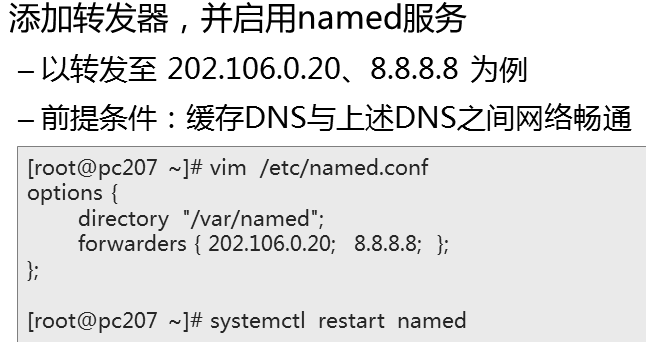 添加转发器，并启用named服务
– 以转发至 202.106.0.20、8.8.8.8 为例
– 前提条件：缓存DNS与上述DNS之间网络畅通
[root@pc207 ~]# vim /etc/named.conf
options {
directory "/var/named";
forwarders { 202.106.0.20; 8.8.8.8; };
};
[root@pc207 ~]# systemctl restart named